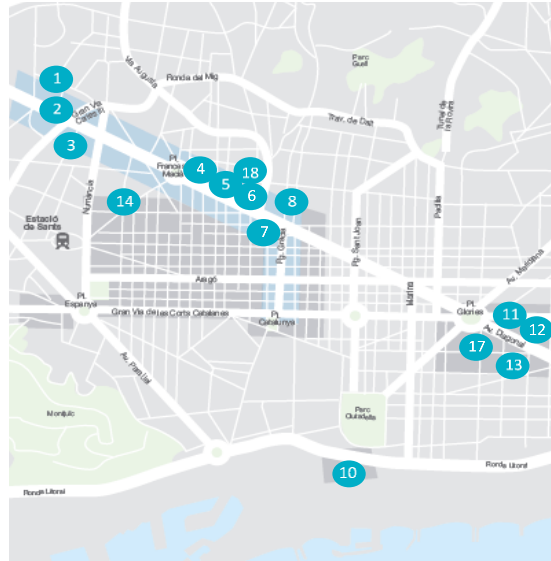 Parc
Güell
Via Augusta
Ronda del Mig
1
2
Gran Via
Carles III
Trav. de Dalt
Túnel de
la Rovira
3
Pl.
Francesc
Macià
4
18
5
6
14
Numancia
8
Padilla
Estació
de Sants
7
Pg. Gràcia
Pg. Sant Joan
Aragó
Marina
Av. Meridiana
Pl.
Espanya
Gran Via de les Corts Catalanes
Pl.
Catalunya
Pl.
Glòries
11
12
Av. Diagonal
17
13
Av. Paral·lel
Montjuïc
Parc
Ciutadella
10
Ronda Litoral
Ronda Litoral